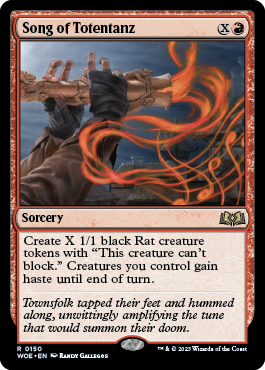 Song of Totentanz X R
Sorcery
Create X 1/1 black Rat creature
tokens with “This creature can’t
block.” Creatures you control gain
haste until end of turn.
Townsfolk tapped their feet and hummed
along, unwittingly amplifying the tune
that would summon their doom.
R 0150
WOE • EN Randy Gallegos
™ & © 2023 Wizards of the Coast